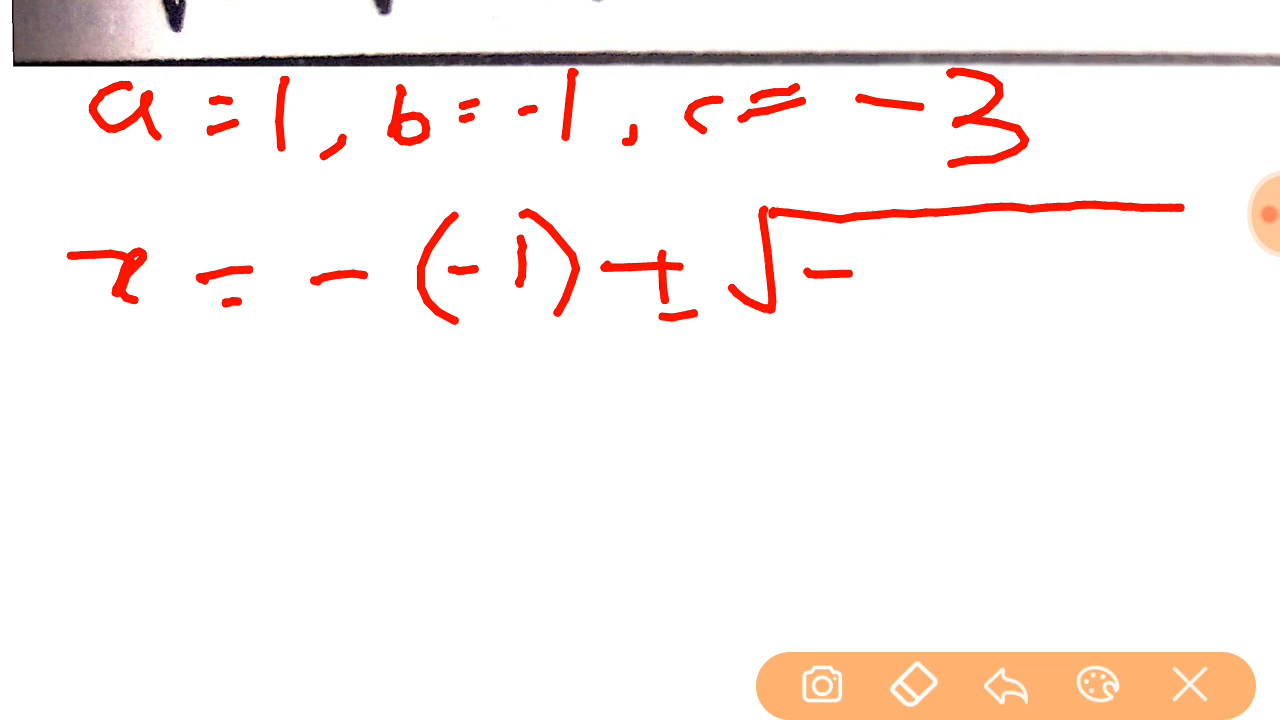 a = 1, b = -1, c = -3
x = -(-1) ± √-